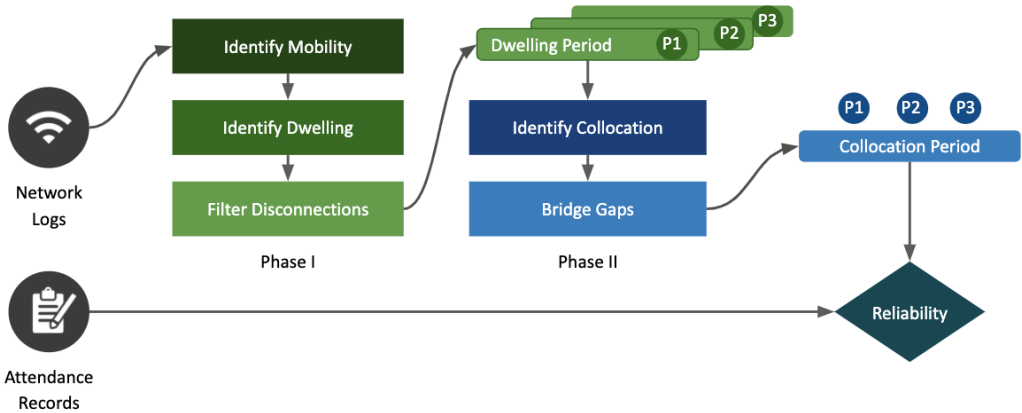 Identify Mobility
Identify Dwelling
Filter Disconnections
Phase I
Network
Logs
P3
P2
Dwelling Period P1
Identify Collocation
Bridge Gaps
Phase II
P1 P2 P3
Collocation Period
Reliability
Attendance
Records